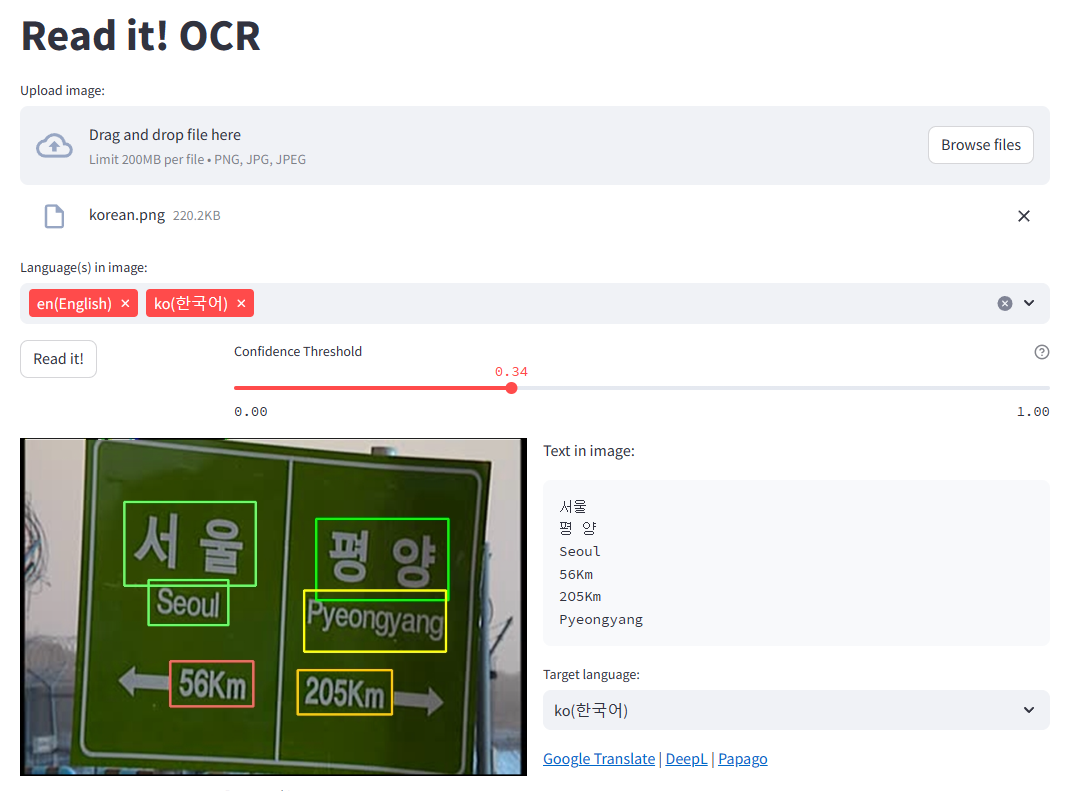 Read it! OCR
Upload image:
Drag and drop file here
Limit 200MB per file • PNG, JPG, JPEG
Browse files
korean.png 220.2KB
Language(s) in image:
en(English) × ko(한국어) ×
Read it!
Confidence Threshold
0.34
0.00 1.00
서울 평양
Seoul Pyeongyang
56Km 205Km
Text in image:
서울
평 양
Seoul
56Km
205Km
Pyeongyang
Target language:
ko(한국어)
Google Translate | DeepL | Papago